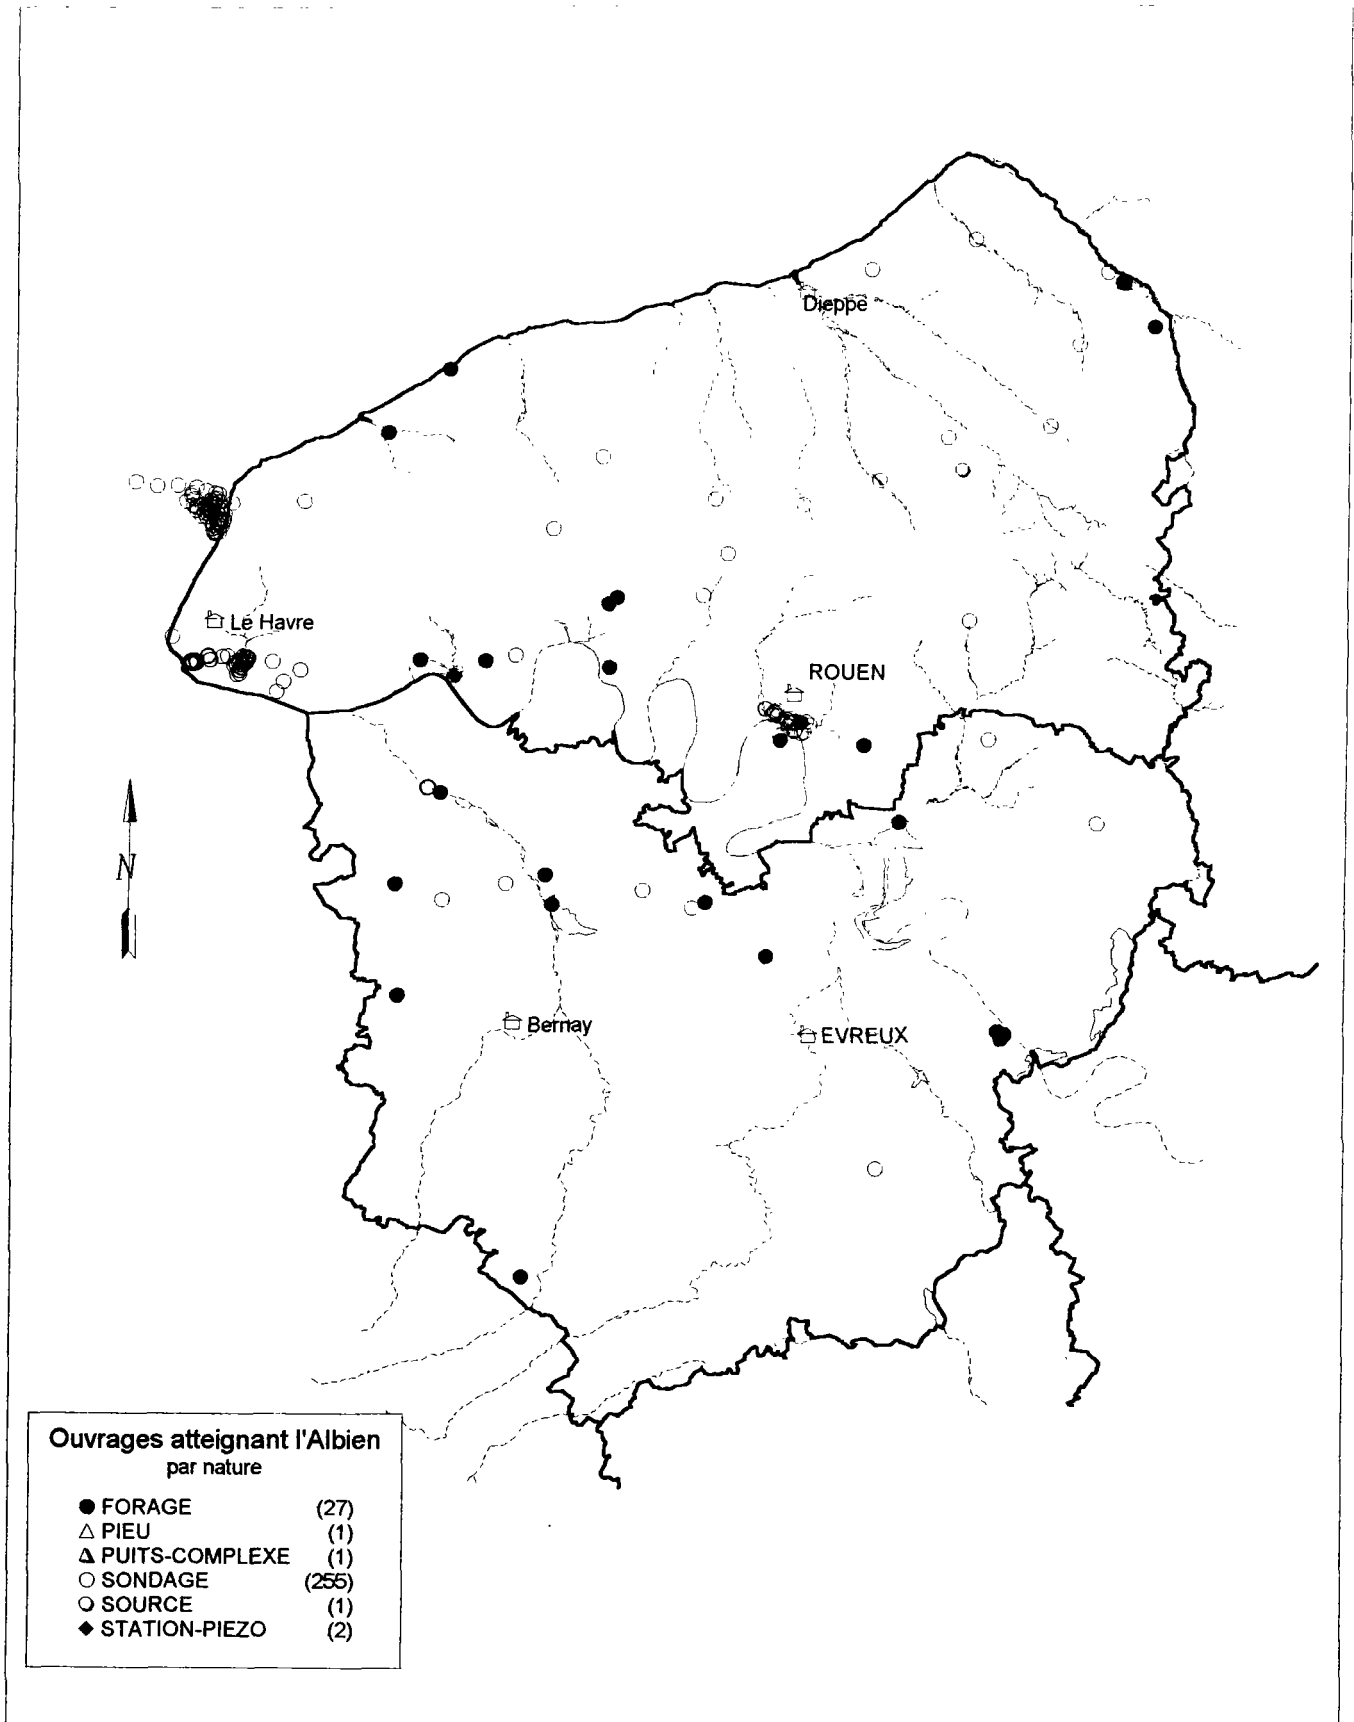 Dieppe
Le Havre
ROUEN
N
Bernay
EVREUX
Ouvrages atteignant l'Albien
par nature
FORAGE (27)
PIEU (1)
PUITS-COMPLEXE (1)
SONDAGE (255)
SOURCE (1)
STATION-PIEZO (2)